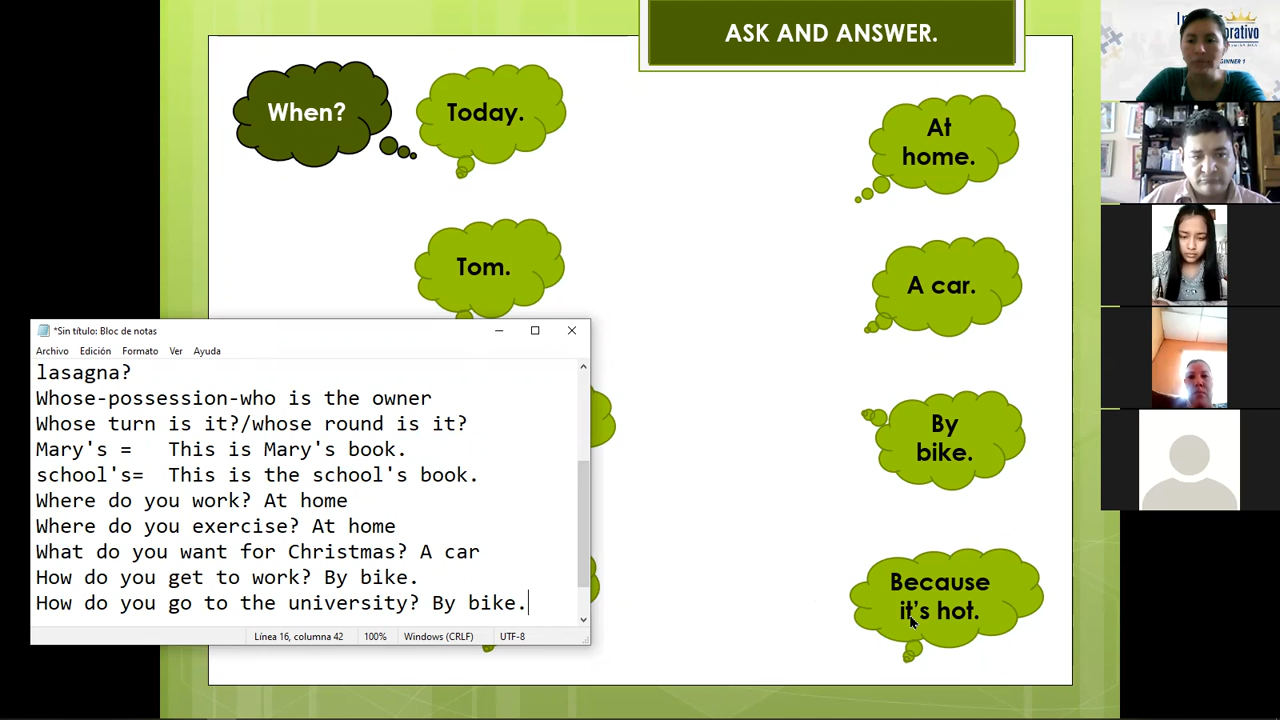 ASK AND ANSWER.
When?
Today.
At
home.
Tom.
A car.
By
bike.
Because
it's hot.
*Sin título: Bloc de notas
Archivo Edición Formato Ver Ayuda
lasagna?
Whose-possession-who is the owner
Whose turn is it?/whose round is it?
Mary's = This is Mary's book.
school's= This is the school's book.
Where do you work? At home
Where do you exercise? At home
What do you want for Christmas? A car
How do you get to work? By bike.
How do you go to the university? By bike.
Línea 16, columna 42 100% Windows (CRLF) UTF-8